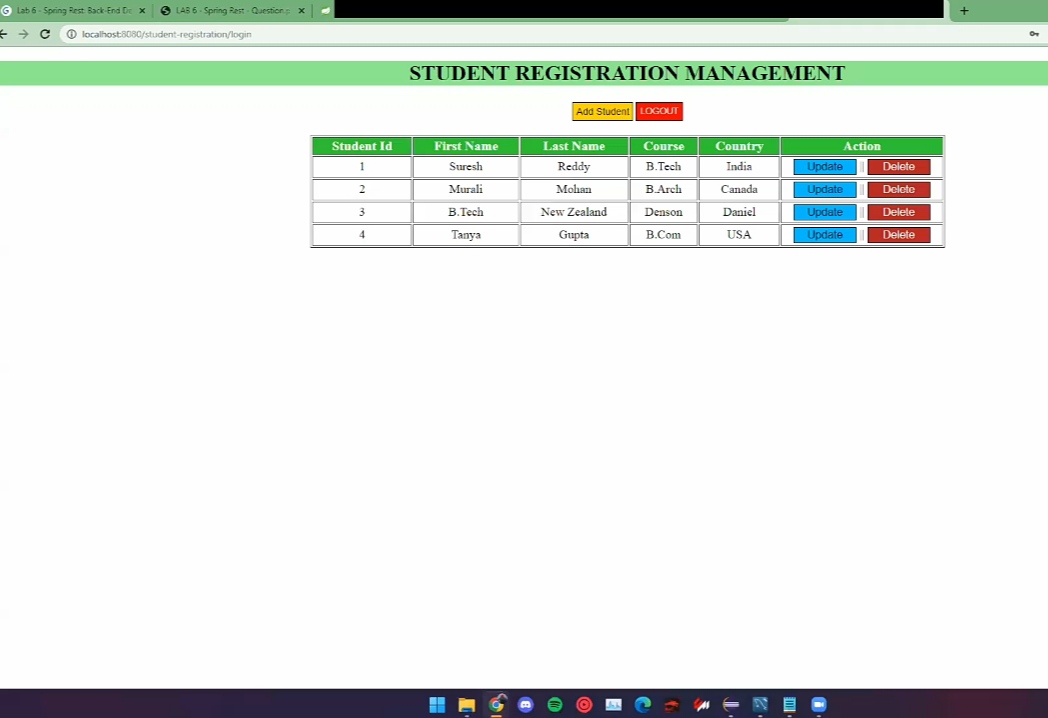 Lab 6 - Spring Rest: Back-End De
LAB 6 - Spring Rest - Question.p
localhost:8080/student-registration/login
STUDENT REGISTRATION MANAGEMENT
Add Student LOGOUT
Student Id First Name Last Name Course Country Action
1 Suresh Reddy B.Tech India Update || Delete
2 Murali Mohan B.Arch Canada Update || Delete
3 B.Tech New Zealand Denson Daniel Update || Delete
4 Tanya Gupta B.Com USA Update || Delete